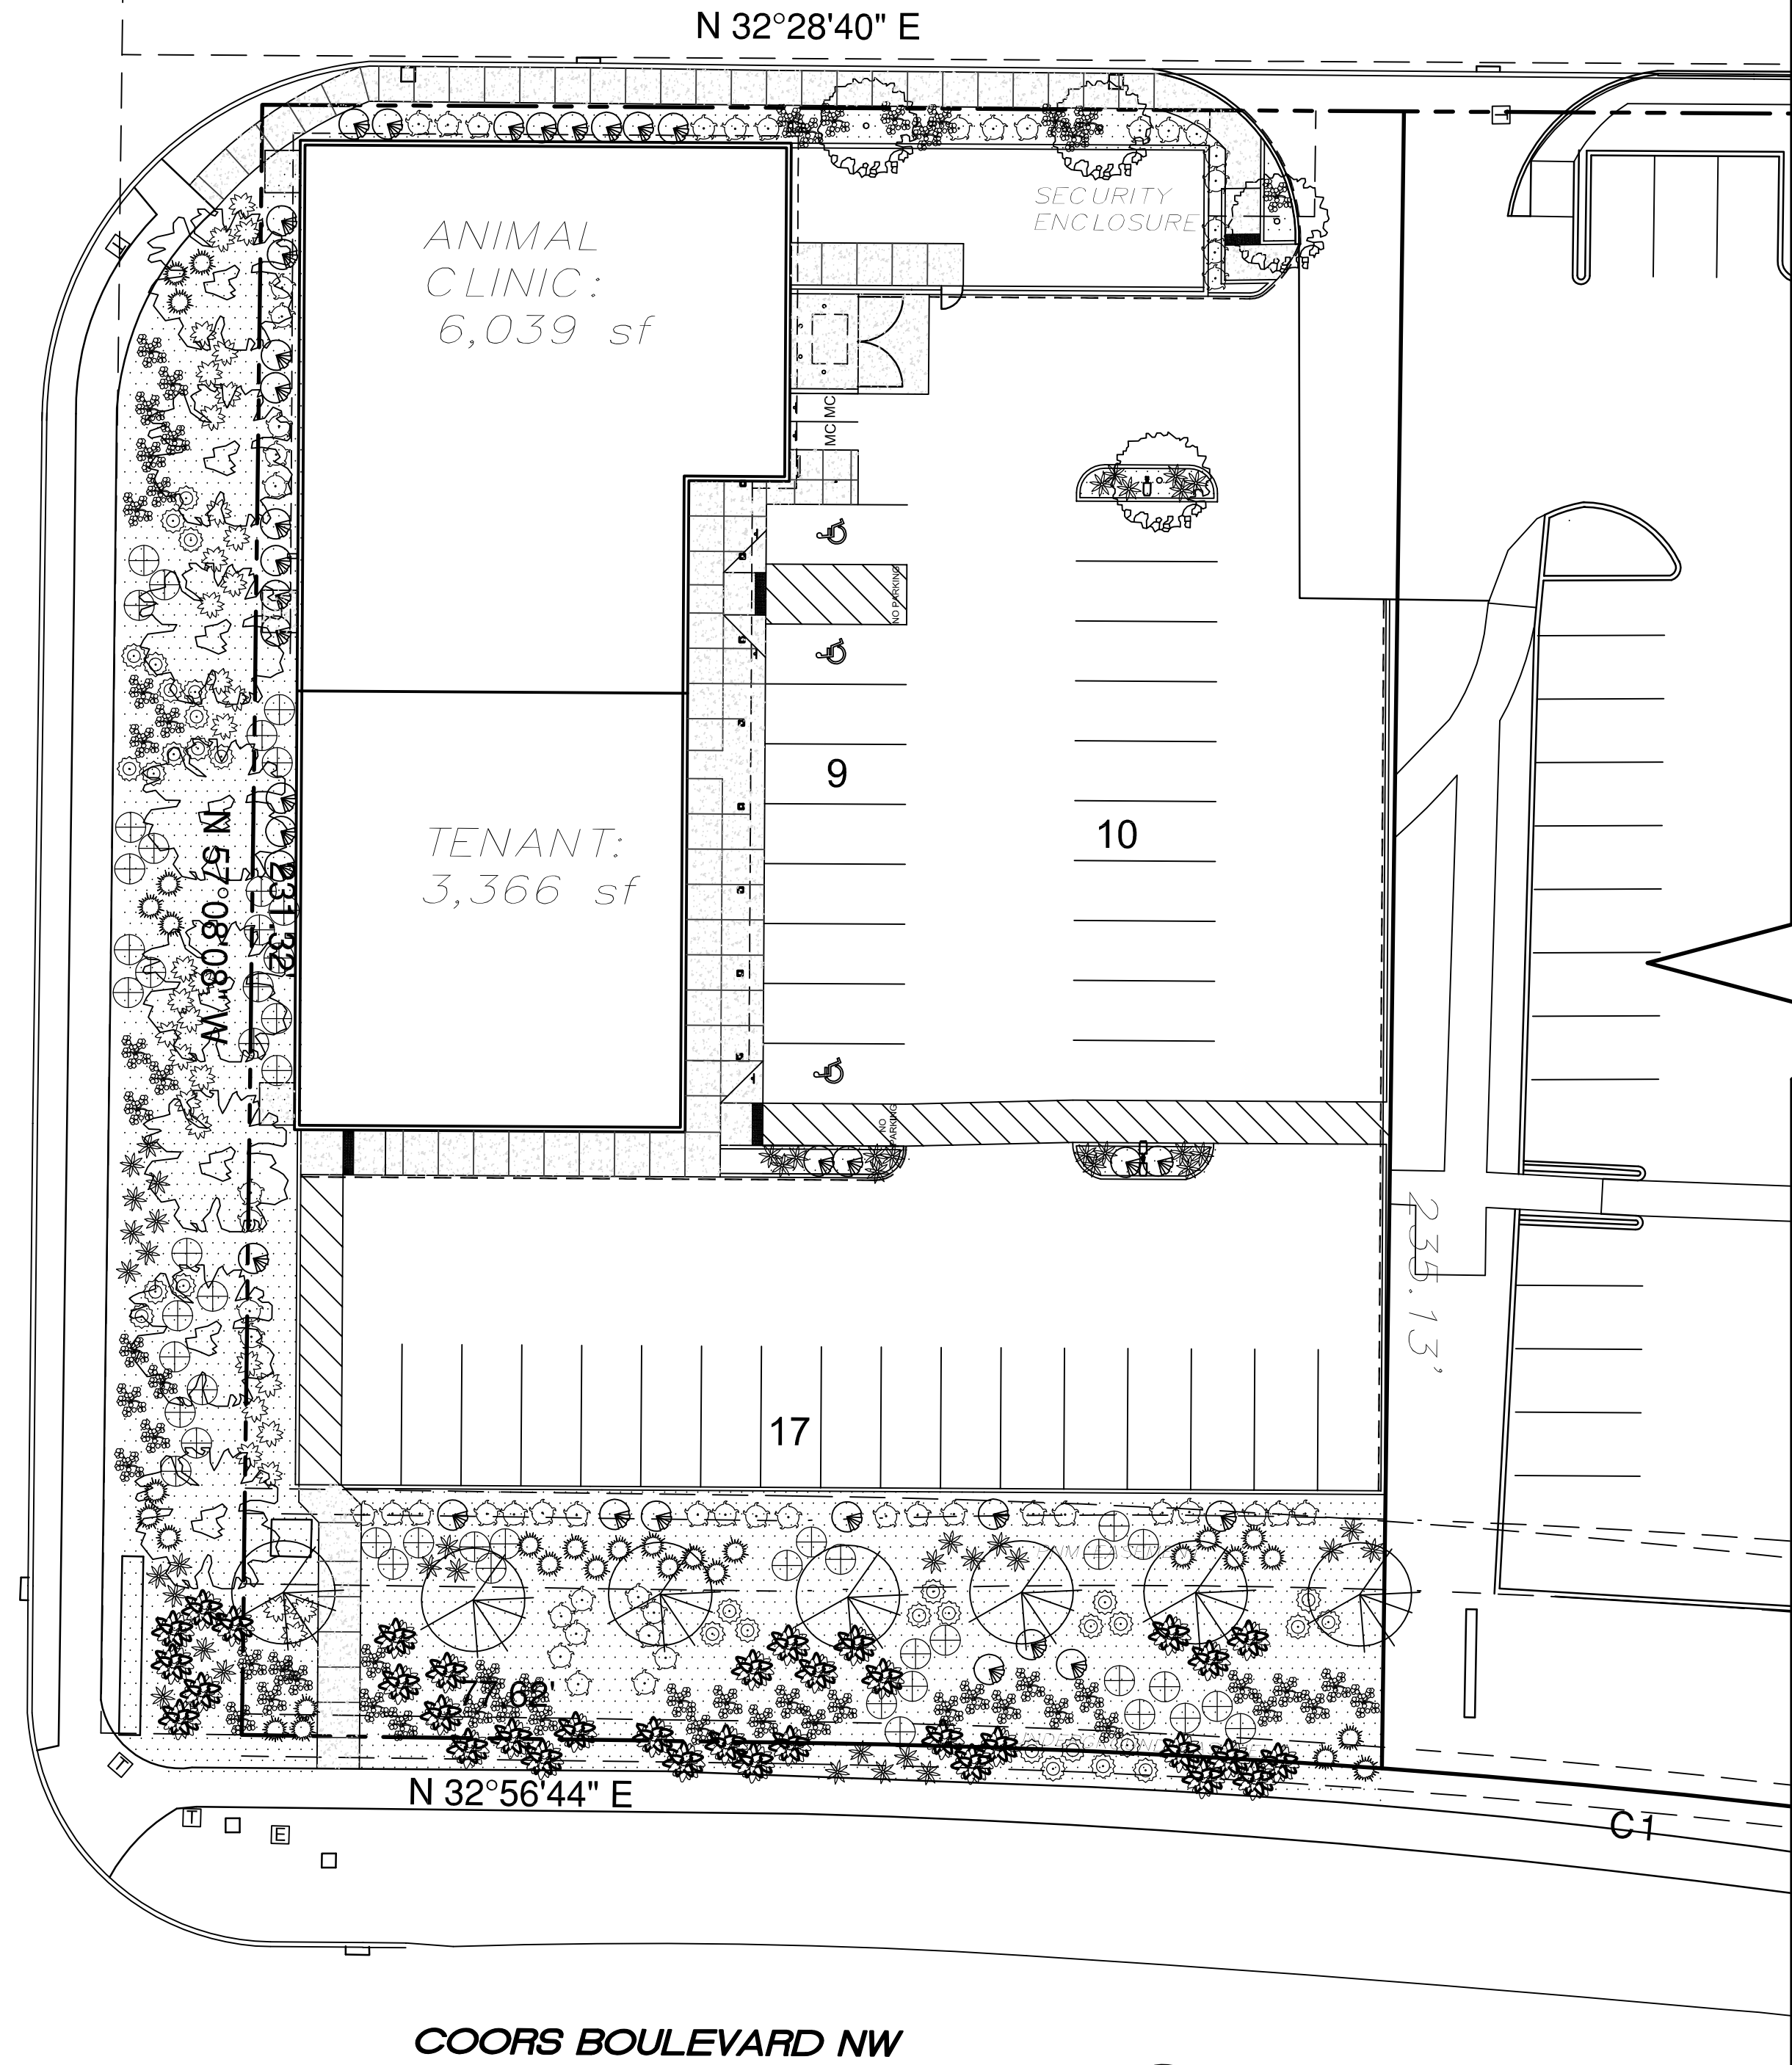 N 32°28'40" E
SECURITY
ENCLOSURE
ANIMAL
CLINIC:
6,039 sf
MC
MC
NO PARKING
9
10
TENANT:
3,366 sf
N 57°08'08" W
231.32'
NO
PARKING
235.13'
17
77.62'
N 32°56'44" E
T
T
T
E
C1
COORS BOULEVARD NW